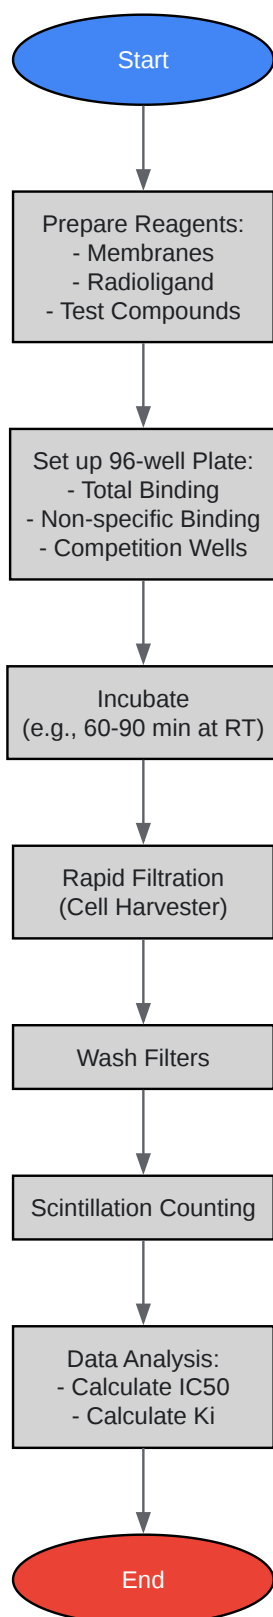 Start
Prepare Reagents:
- Membranes
- Radioligand
- Test Compounds
Set up 96-well Plate:
- Total Binding
- Non-specific Binding
- Competition Wells
Incubate
(e.g., 60-90 min at RT)
Rapid Filtration
(Cell Harvester)
Wash Filters
Scintillation Counting
Data Analysis:
- Calculate IC50
- Calculate Ki
End